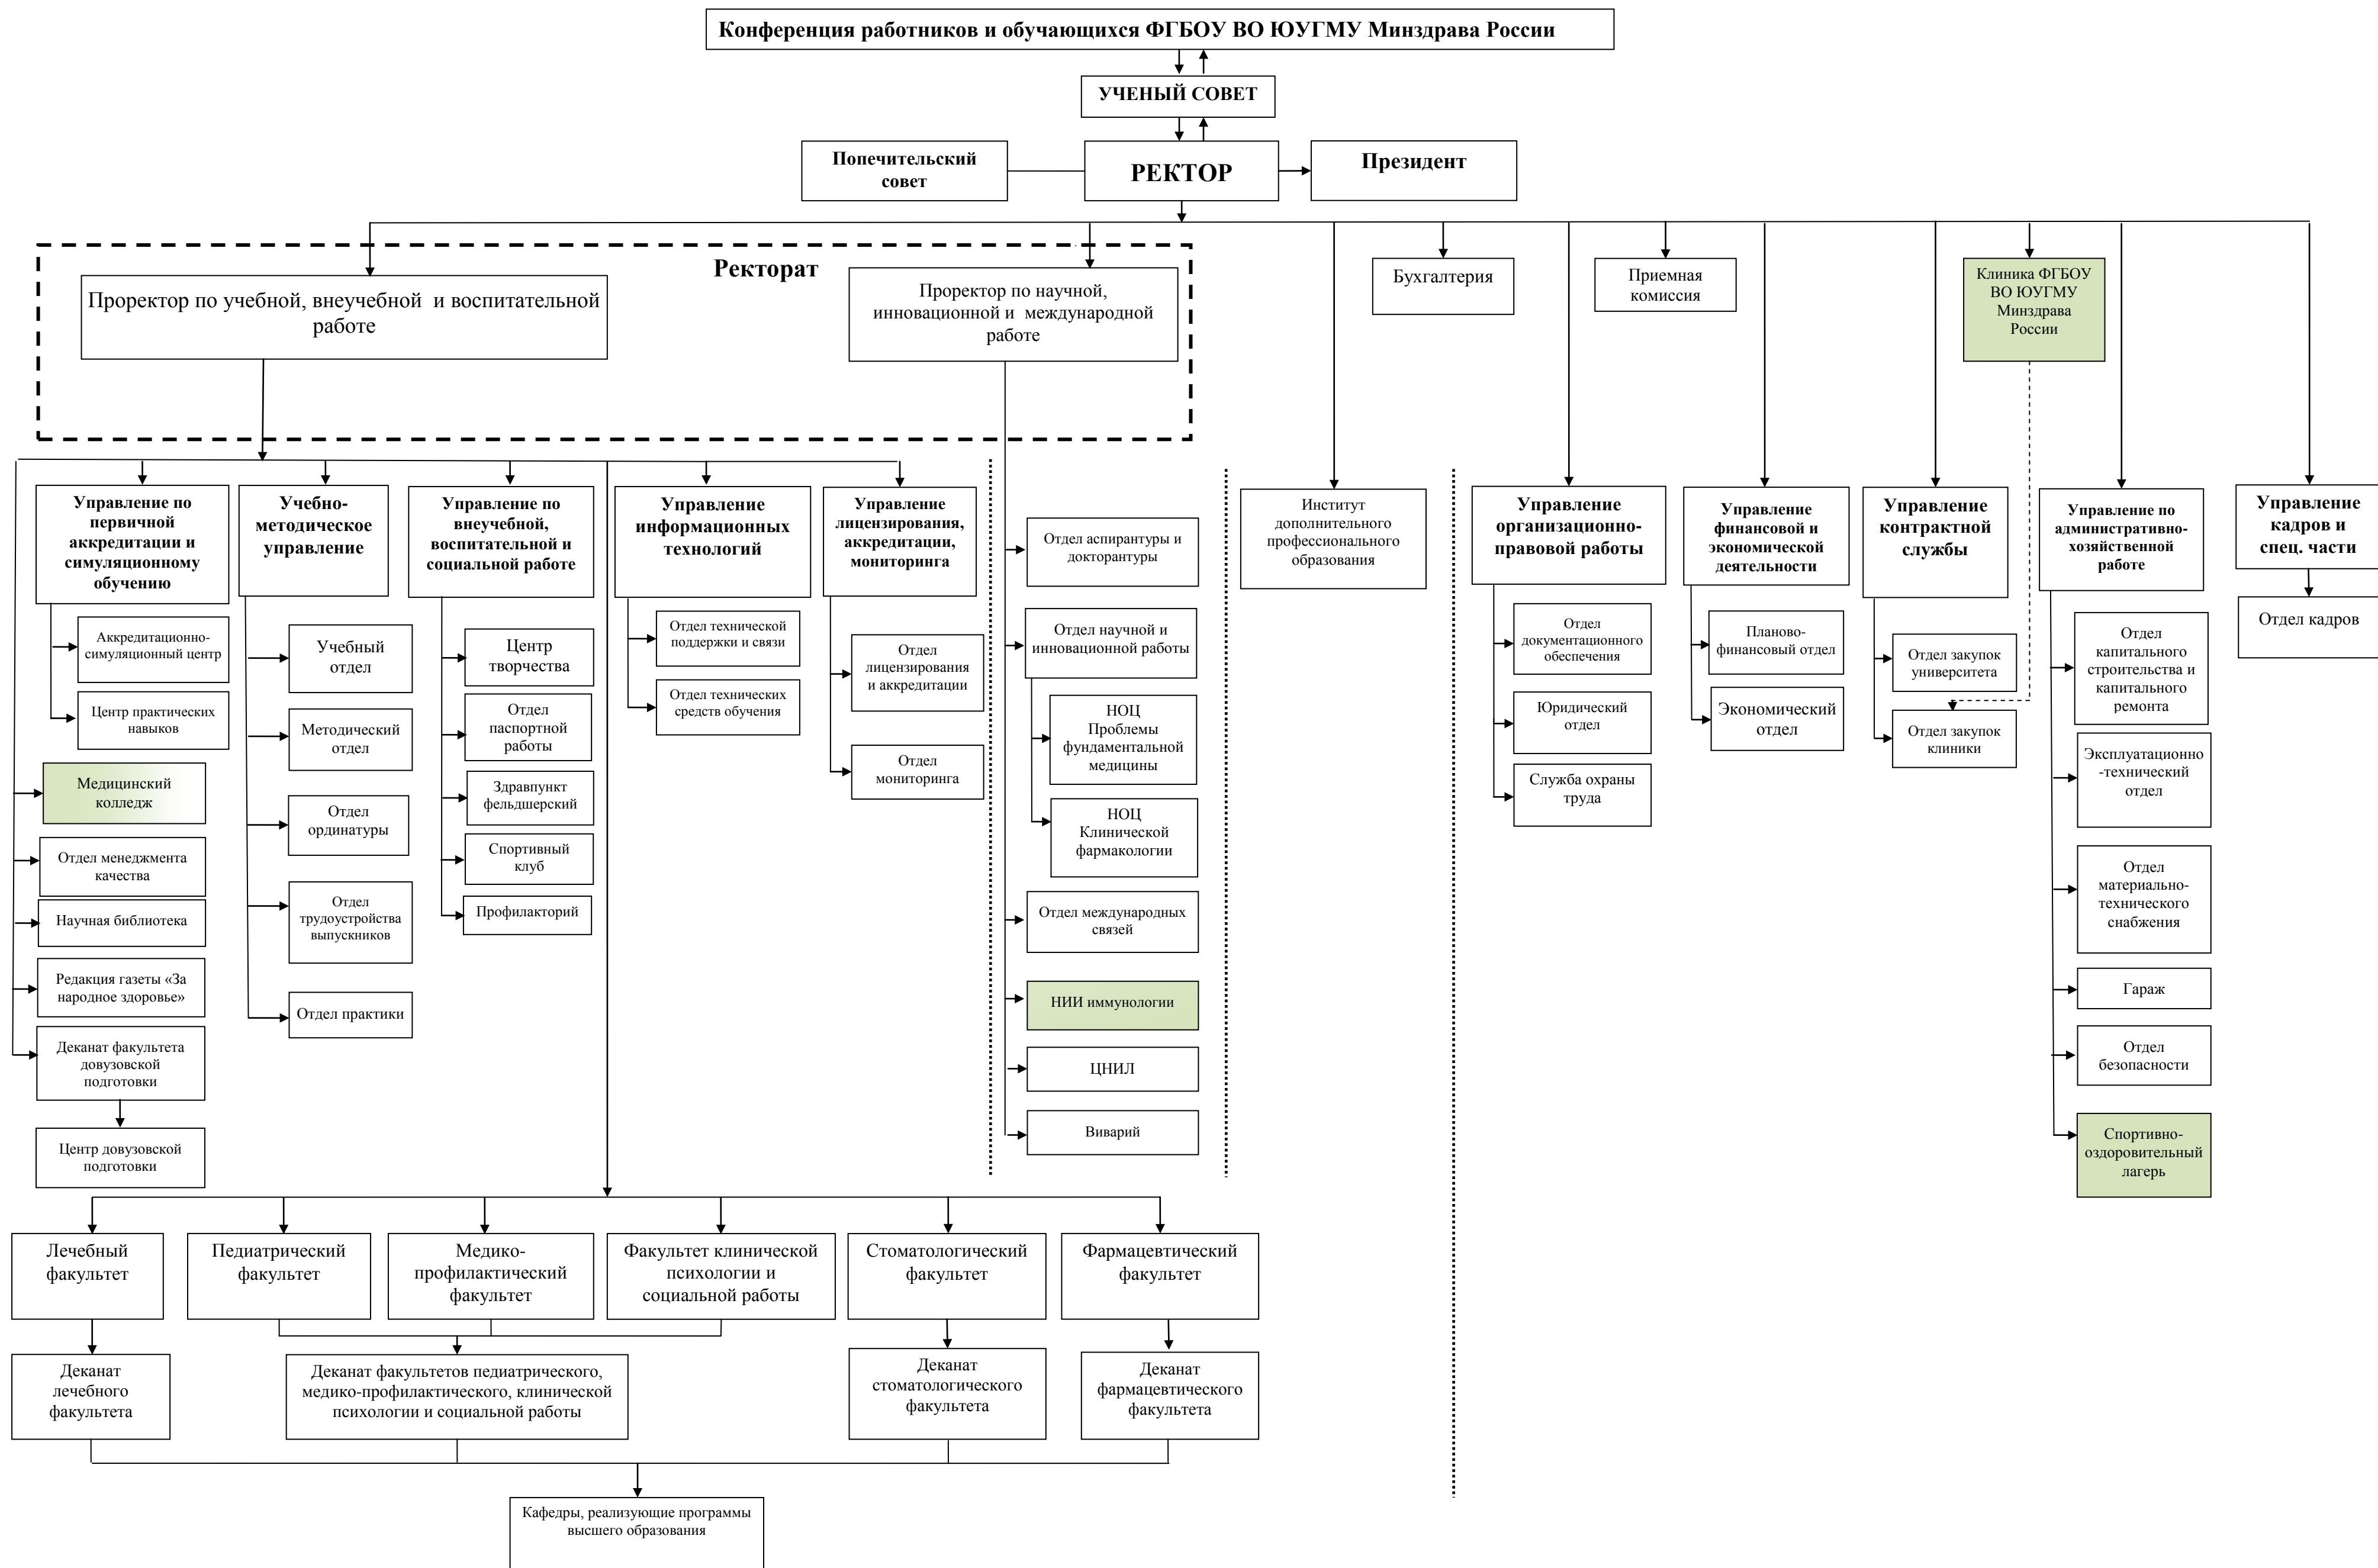 Конференция работников и обучающихся ФГБОУ ВО ЮУГМУ Минздрава России
УЧЕНЫЙ СОВЕТ
Попечительский
совет
РЕКТОР
Президент
Ректорат
Проректор по учебной, внеучебной и воспитательной
работе
Проректор по научной,
инновационной и международной
работе
Бухгалтерия
Приемная
комиссия
Клиника ФГБОУ
ВО ЮУГМУ
Минздрава
России
Управление по
первичной
аккредитации и
симуляционному
обучению
Учебно-
методическое
управление
Управление по
внеучебной,
воспитательной и
социальной работе
Управление
информационных
технологий
Управление
лицензирования,
аккредитации,
мониторинга
Институт
дополнительного
профессионального
образования
Управление
организационно-
правовой работы
Управление
финансовой и
экономической
деятельности
Управление
контрактной
службы
Управление по
административно-
хозяйственной
работе
Управление
кадров и
спец. части
Аккредитационно-
симуляционный центр
Центр практических
навыков
Медицинский
колледж
Отдел менеджмента
качества
Научная библиотека
Редакция газеты «За
народное здоровье»
Деканат факультета
довузовской
подготовки
Центр довузовской
подготовки
Учебный
отдел
Методический
отдел
Отдел
ординатуры
Отдел
трудоустройства
выпускников
Отдел практики
Центр
творчества
Отдел
паспортной
работы
Здравпункт
фельдшерский
Спортивный
клуб
Профилакторий
Отдел технической
поддержки и связи
Отдел технических
средств обучения
Отдел
лицензирования
и аккредитации
Отдел
мониторинга
Отдел аспирантуры и
докторантуры
Отдел научной и
инновационной работы
НОЦ
Проблемы
фундаментальной
медицины
НОЦ
Клинической
фармакологии
Отдел международных
связей
НИИ иммунологии
ЦНИЛ
Виварий
Отдел
документационного
обеспечения
Юридический
отдел
Служба охраны
труда
Планово-
финансовый отдел
Экономический
отдел
Отдел закупок
университета
Отдел закупок
клиники
Отдел
капитального
строительства и
капитального
ремонта
Эксплуатационно
-технический
отдел
Отдел
материально-
технического
снабжения
Гараж
Отдел
безопасности
Спортивно-
оздоровительный
лагерь
Отдел кадров
Лечебный
факультет
Педиатрический
факультет
Медико-
профилактический
факультет
Факультет клинической
психологии и
социальной работы
Стоматологический
факультет
Фармацевтический
факультет
Деканат
лечебного
факультета
Деканат факультетов педиатрического,
медико-профилактического, клинической
психологии и социальной работы
Деканат
стоматологического
факультета
Деканат
фармацевтического
факультета
Кафедры, реализующие программы
высшего образования